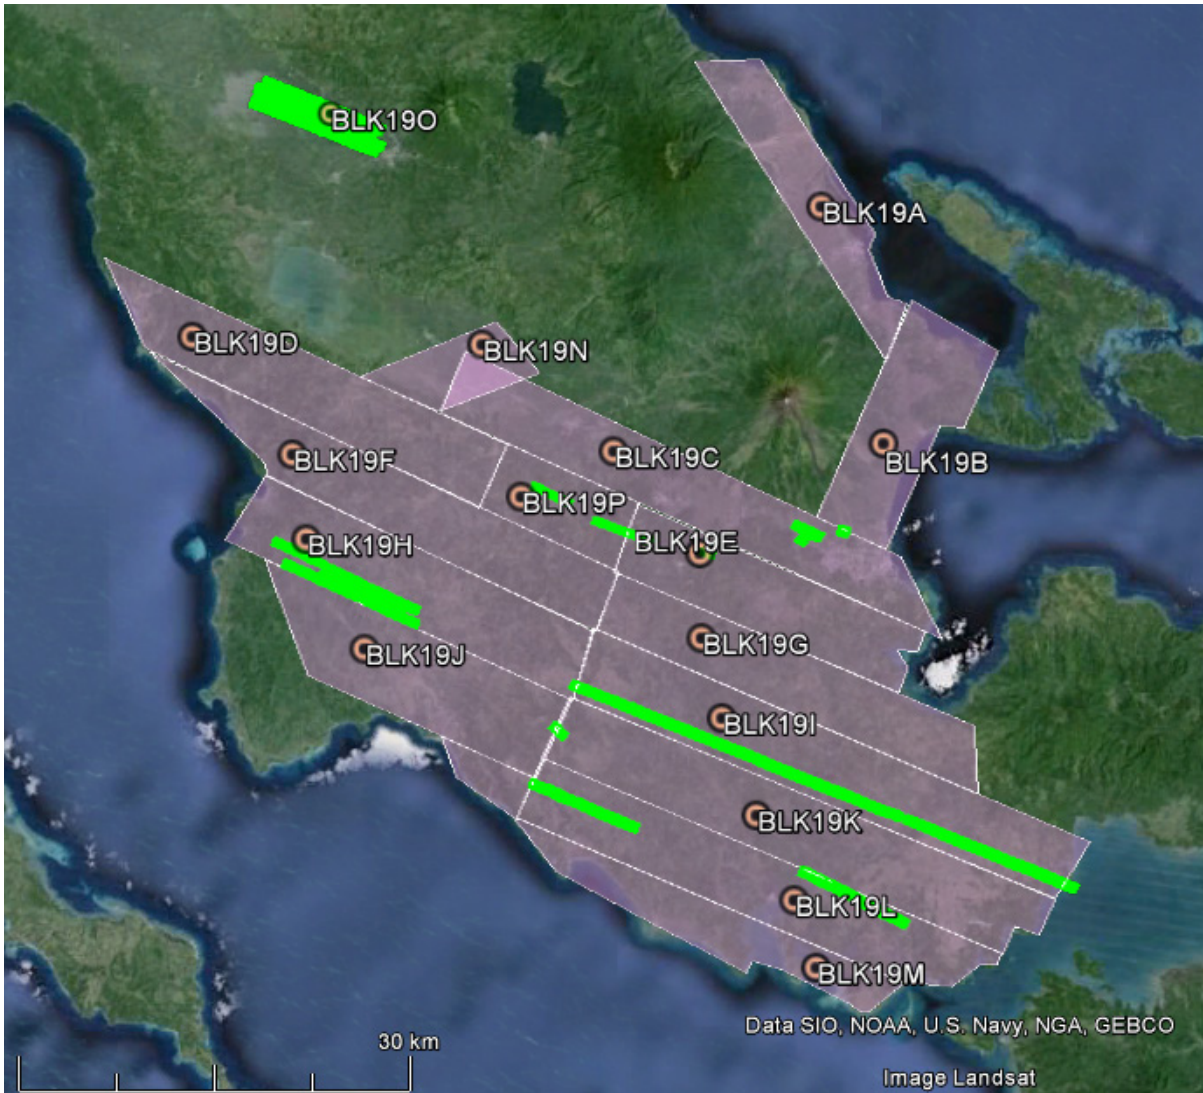 BLK19O
BLK19A
BLK19D
BLK19N
BLK19F
BLK19C
BLK19B
BLK19P
BLK19E
BLK19H
BLK19G
BLK19J
BLK19I
BLK19K
BLK19L
BLK19M
Data SIO, NOAA, U.S. Navy, NGA, GEBCO
30 km
Image Landsat